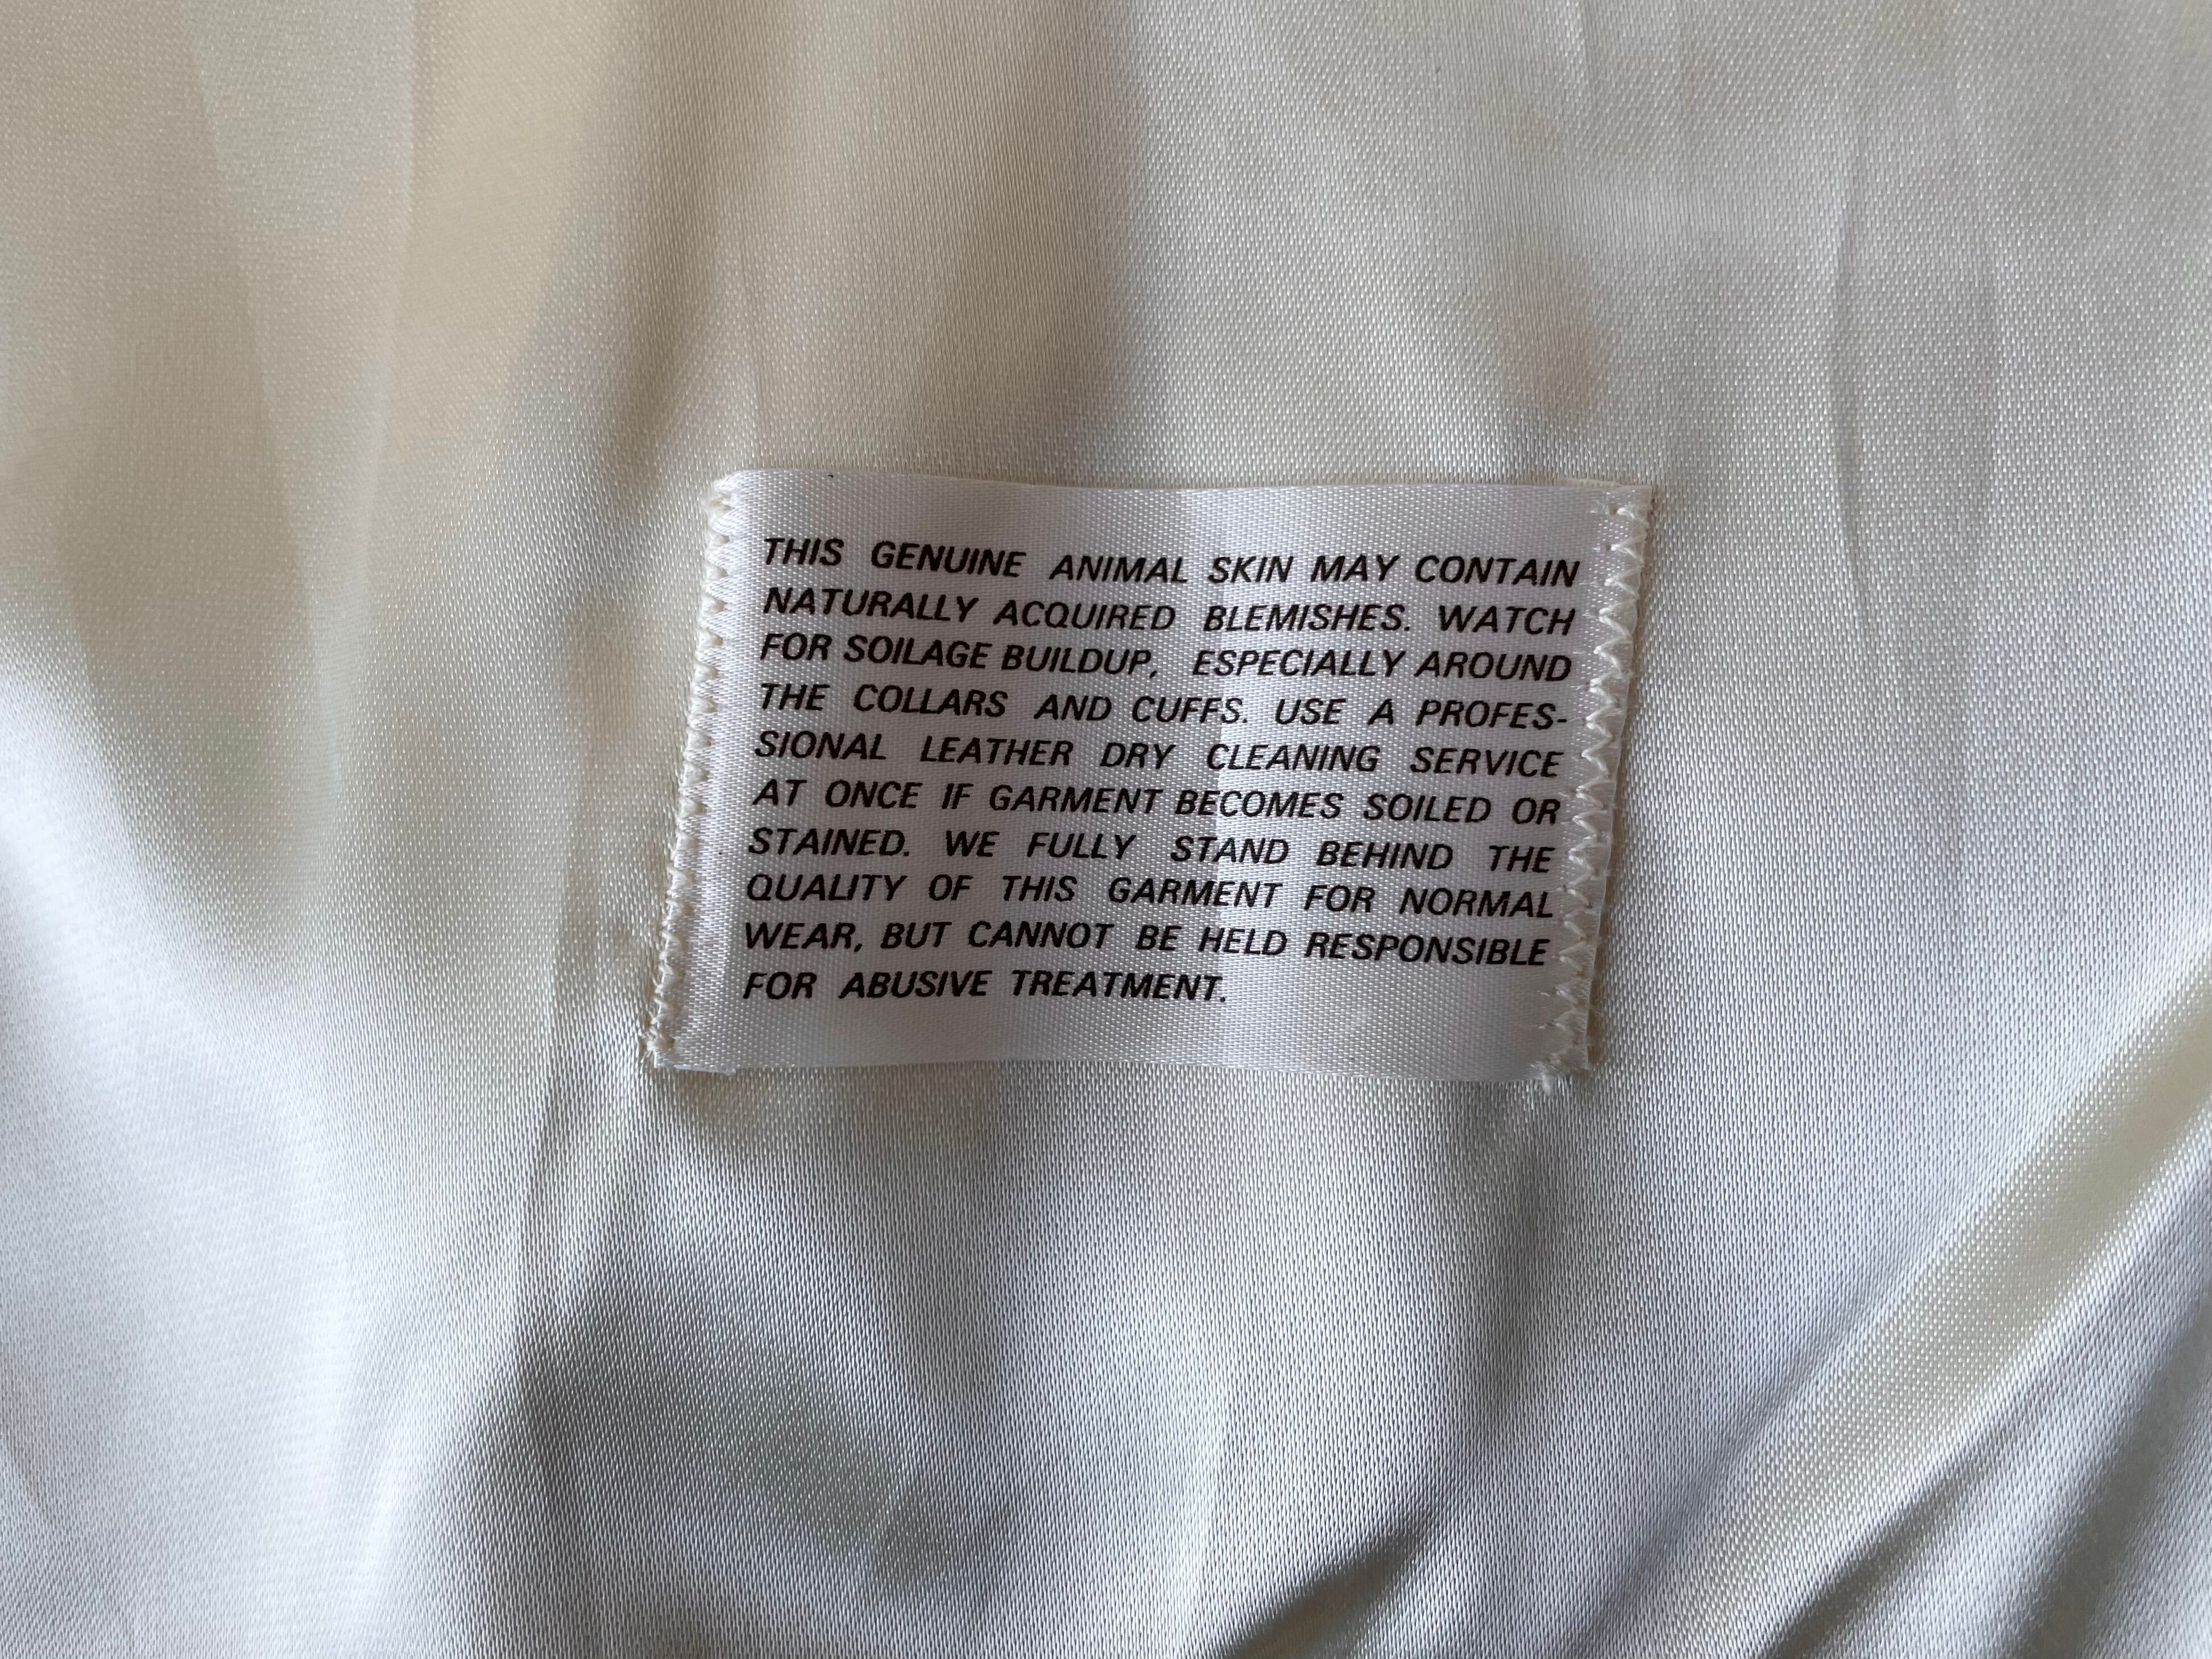 THIS GENUINE ANIMAL SKIN MAY CONTAIN
NATURALLY ACQUIRED BLEMISHES. WATCH
FOR SOILAGE BUILDUP, ESPECIALLY AROUND
THE COLLARS AND CUFFS. USE A PROFES-
SIONAL LEATHER DRY CLEANING SERVICE
AT ONCE IF GARMENT BECOMES SOILED OR
STAINED. WE FULLY STAND BEHIND THE
QUALITY OF THIS GARMENT FOR NORMAL
WEAR, BUT CANNOT BE HELD RESPONSIBLE
FOR ABUSIVE TREATMENT.